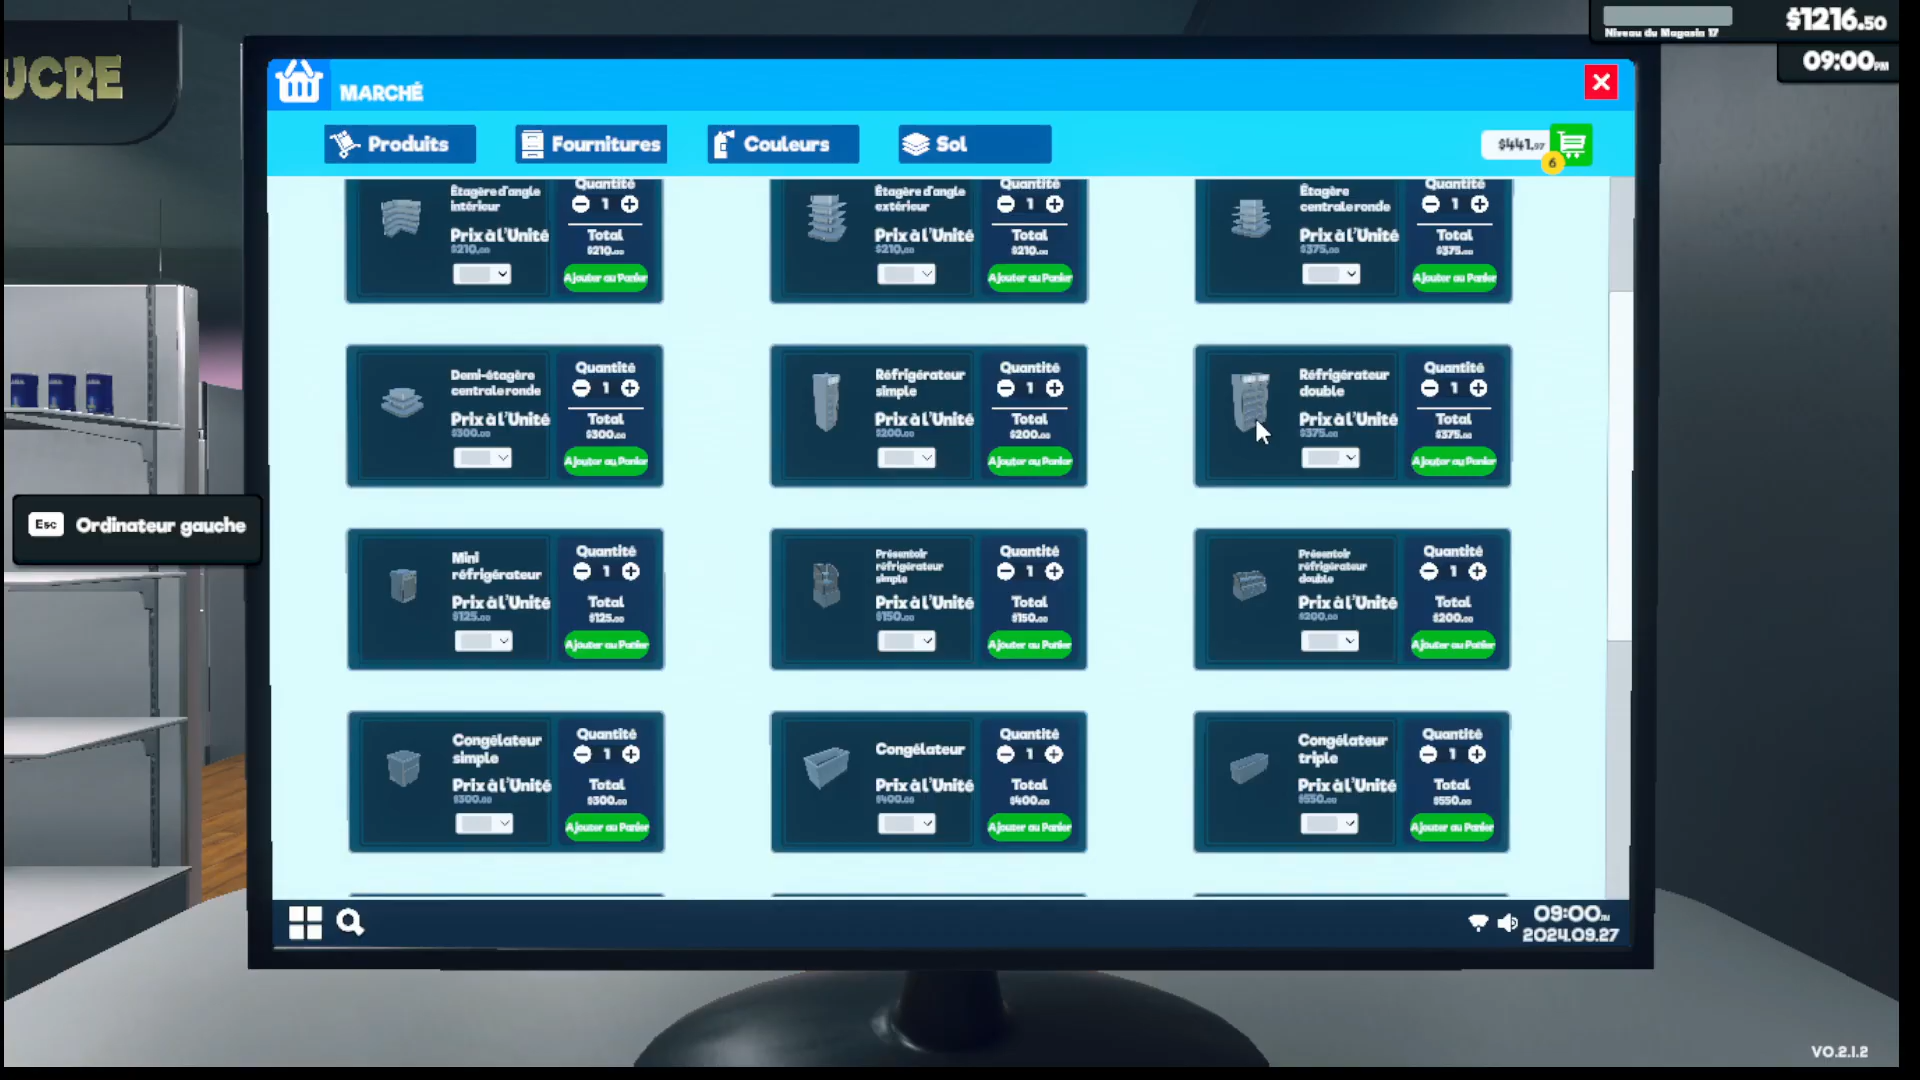 UCRE
Niveau du Magasin 17
$1216.50
09:00PM
MARCHÉ
Produits
Fournitures
Couleurs
Sol
$441.97
6
Étagère d'angle intérieur
Prix à l'Unité
$210.00
Quantité
1
Total
$210.00
Ajouter au Panier
Étagère d'angle extérieur
Prix à l'Unité
$210.00
Quantité
1
Total
$210.00
Ajouter au Panier
Étagère centrale ronde
Prix à l'Unité
$375.00
Quantité
1
Total
$375.00
Ajouter au Panier
Demi-étagère centrale ronde
Prix à l'Unité
$300.00
Quantité
1
Total
$300.00
Ajouter au Panier
Réfrigérateur simple
Prix à l'Unité
$200.00
Quantité
1
Total
$200.00
Ajouter au Panier
Réfrigérateur double
Prix à l'Unité
$375.00
Quantité
1
Total
$375.00
Ajouter au Panier
Esc Ordinateur gauche
Mini réfrigérateur
Prix à l'Unité
$125.00
Quantité
1
Total
$125.00
Ajouter au Panier
Présentoir réfrigérateur simple
Prix à l'Unité
$150.00
Quantité
1
Total
$150.00
Ajouter au Panier
Présentoir réfrigérateur double
Prix à l'Unité
$200.00
Quantité
1
Total
$200.00
Ajouter au Panier
Congélateur simple
Prix à l'Unité
$300.00
Quantité
1
Total
$300.00
Ajouter au Panier
Congélateur
Prix à l'Unité
$400.00
Quantité
1
Total
$400.00
Ajouter au Panier
Congélateur triple
Prix à l'Unité
$550.00
Quantité
1
Total
$550.00
Ajouter au Panier
09:00PM
2024.09.27
V0.2.1.2